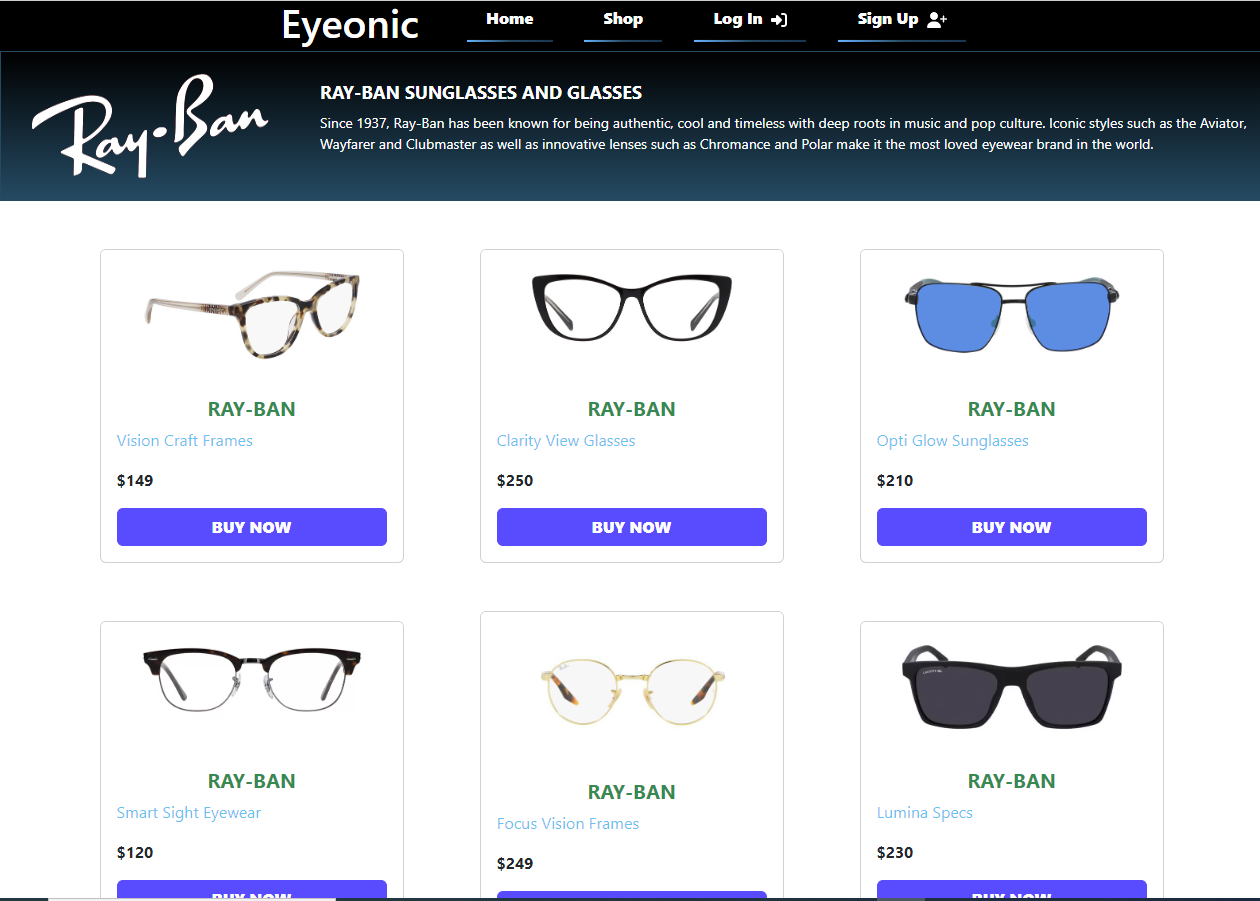 Eyeonic Home Shop Log In Sign Up
Ray-Ban
RAY-BAN SUNGLASSES AND GLASSES
Since 1937, Ray-Ban has been known for being authentic, cool and timeless with deep roots in music and pop culture. Iconic styles such as the Aviator,
Wayfarer and Clubmaster as well as innovative lenses such as Chromance and Polar make it the most loved eyewear brand in the world.
RAY-BAN
Vision Craft Frames
$149
BUY NOW
RAY-BAN
Clarity View Glasses
$250
BUY NOW
RAY-BAN
Opti Glow Sunglasses
$210
BUY NOW
RAY-BAN
Smart Sight Eyewear
$120
BUY NOW
RAY-BAN
Focus Vision Frames
$249
RAY-BAN
Lumina Specs
$230
BUY NOW